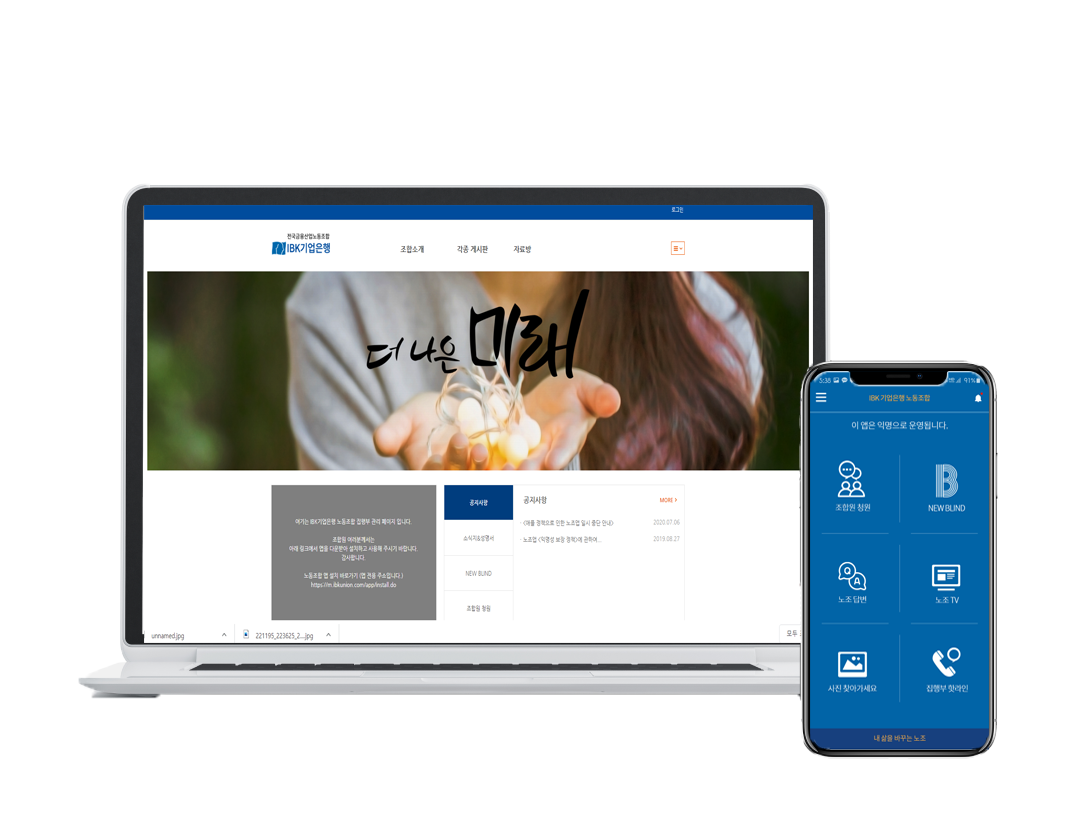 로그인
전국금융산업노동조합
IBK기업은행
조합소개
각종 게시판
자료방
더 나은 미래
여기는 IBK기업은행 노동조합 집행부 관리 페이지 입니다.
조합원 여러분께서는
아래 링크에서 앱을 다운받아 설치하고 사용해 주시기 바랍니다.
감사합니다.
노동조합 앱 설치 바로가기 (앱 전용 주소입니다.)
https://m.ibkunion.com/app/install.do
공지사항
소식지&성명서
NEW BLIND
조합원 청원
공지사항
MORE >
· <애플 정책으로 인한 노조앱 일시 중단 안내>
2020.07.06
· 노조앱 <익명성 보장 정책>에 관하여...
2019.08.27
unnamed.jpg
221193_223625_2....jpg
모두
5:38
91%
IBK 기업은행 노동조합
이 앱은 익명으로 운영됩니다.
조합원 청원
NEW BLIND
Q
A
노조 답변
노조 TV
사진 찾아가세요
집행부 핫라인
내 삶을 바꾸는 노조